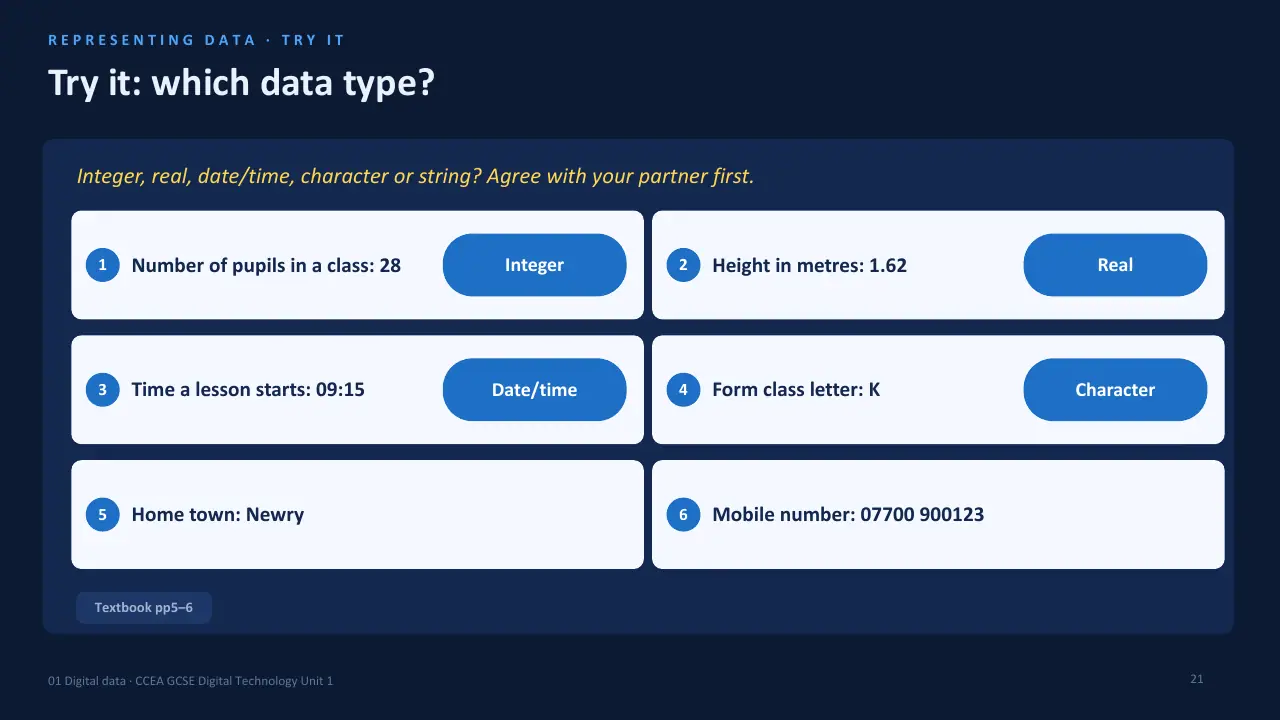 REPRESENTING DATA · TRY IT
Try it: which data type?
Integer, real, date/time, character or string? Agree with your partner first.
1 Number of pupils in a class: 28 Integer
2 Height in metres: 1.62 Real
3 Time a lesson starts: 09:15 Date/time
4 Form class letter: K Character
5 Home town: Newry
6 Mobile number: 07700 900123
Textbook pp5–6
01 Digital data · CCEA GCSE Digital Technology Unit 1
21